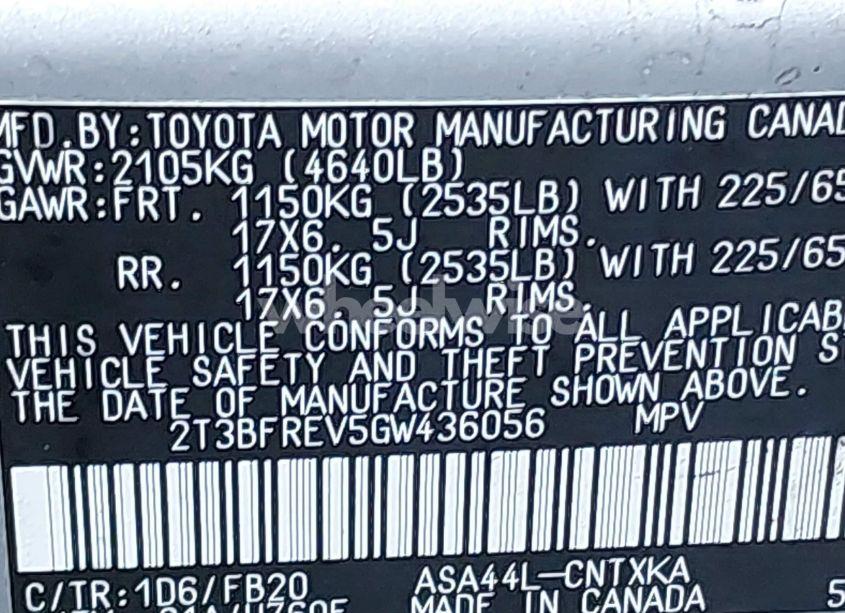 MFD.BY:TOYOTA MOTOR MANUFACTURING CANAD
GVWR:2105KG (4640LB)
GAWR:FRT. 1150KG (2535LB) WITH 225/65
17X6. 5J RIMS.
RR. 1150KG (2535LB) WITH 225/65
17X6. 5J RIMS.
wheelwise
THIS VEHICLE CONFORMS TO ALL APPLICAB
VEHICLE SAFETY AND THEFT PREVENTION S
THE DATE OF MANUFACTURE SHOWN ABOVE.
2T3BFREV5GW436056 MPV
C/TR:1D6/FB20 ASA44L-CNTXKA
MADE IN CANADA 5